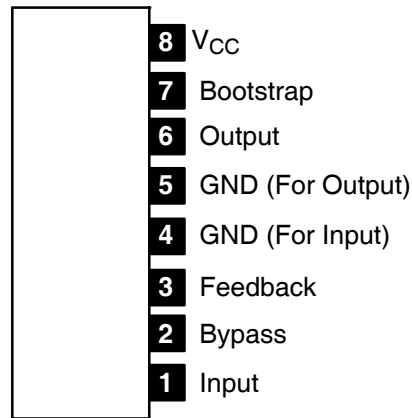 8 VCC
7 Bootstrap
6 Output
5 GND (For Output)
4 GND (For Input)
3 Feedback
2 Bypass
1 Input